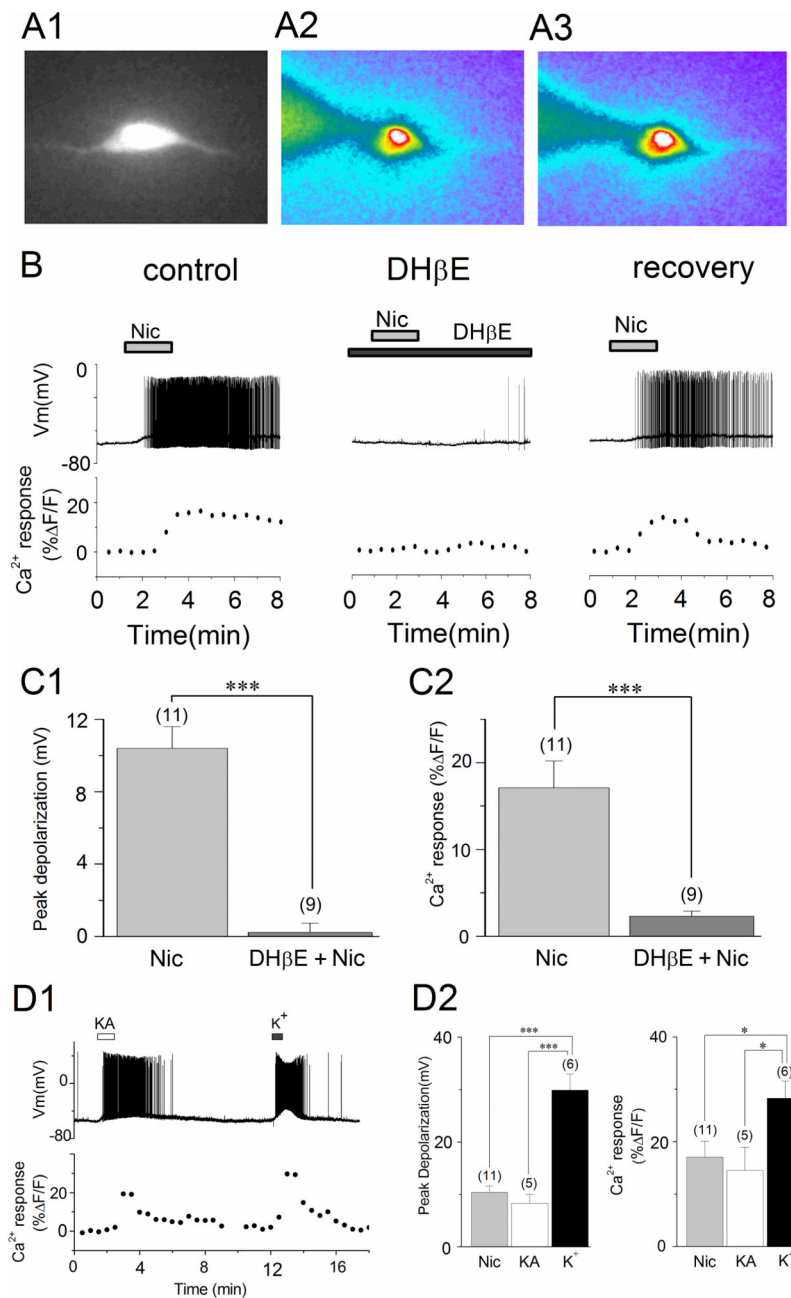 A1
A2
A3
B
control
DHβE
recovery
Nic
Nic
DHβE
Nic
0
Vm(mV)
-80
20
0
Ca²⁺ response
(%ΔF/F)
0 2 4 6 8
0 2 4 6 8
0 2 4 6 8
Time(min)
Time(min)
Time(min)
C1
***
(11)
(9)
12
8
4
0
Peak depolarization (mV)
Nic
DHβE + Nic
C2
***
(11)
(9)
20
10
0
Ca²⁺ response (%ΔF/F)
Nic
DHβE + Nic
D1
KA
K⁺
0
-80
Vm(mV)
40
20
0
Ca²⁺ response
(%ΔF/F)
0 4 8 12 16
Time (min)
D2
***
***
(11)
(5)
(6)
40
20
0
Peak Depolarization(mV)
Nic
KA
K⁺
*
*
(11)
(5)
(6)
40
20
0
Ca²⁺ response
(%ΔF/F)
Nic
KA